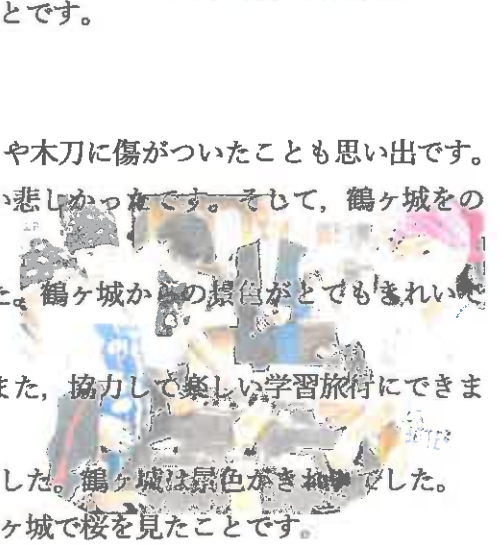 とです。
や木刀に傷がついたことも思い出です。
い悲しかったです。そして，鶴ヶ城をの
た。鶴ヶ城からの景色がとてもきれいで
また，協力して楽しい学習旅行にできま
した。鶴ヶ城は景色がきれいでした。
ヶ城で桜を見たことです。